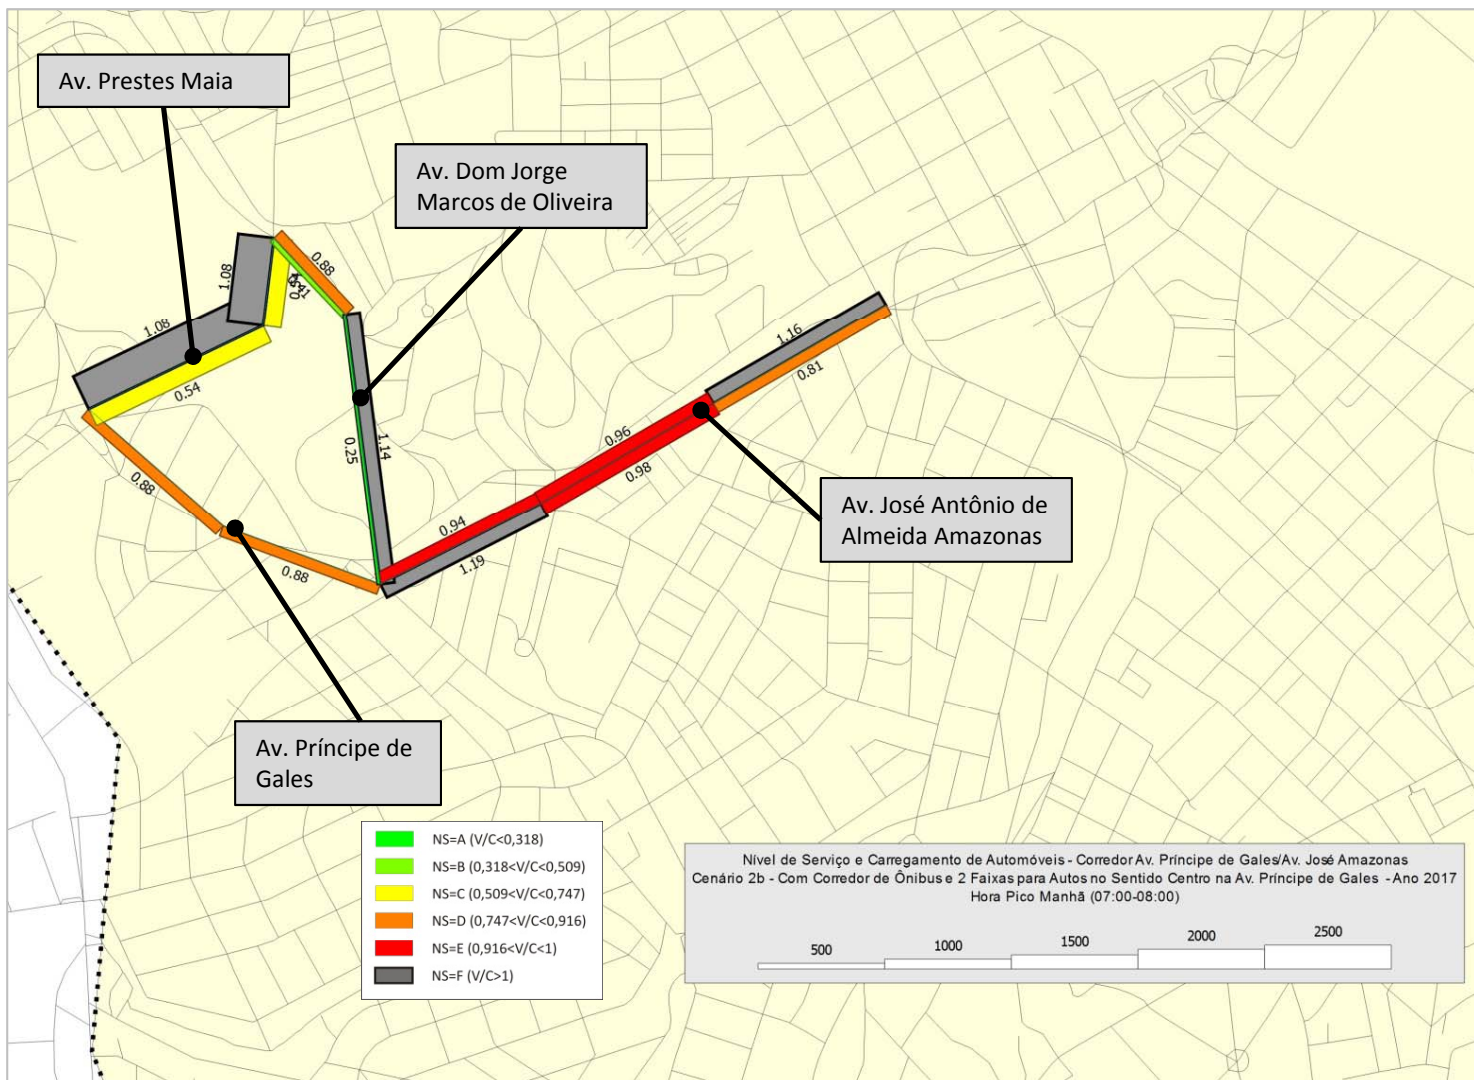 Av. Prestes Maia
Av. Dom Jorge
Marcos de Oliveira
1.08
0.88
0.41
1.08
0.54
1.16
0.81
0.25
1.14
0.96
0.98
0.88
0.94
1.19
0.88
Av. José Antônio de
Almeida Amazonas
Av. Príncipe de
Gales
NS=A (V/C<0,318)
NS=B (0,318<V/C<0,509)
NS=C (0,509<V/C<0,747)
NS=D (0,747<V/C<0,916)
NS=E (0,916<V/C<1)
NS=F (V/C>1)
Nível de Serviço e Carregamento de Automóveis - Corredor Av. Príncipe de Gales/Av. José Amazonas
Cenário 2b - Com Corredor de Ônibus e 2 Faixas para Autos no Sentido Centro na Av. Príncipe de Gales - Ano 2017
Hora Pico Manhã (07:00-08:00)
500
1000
1500
2000
2500